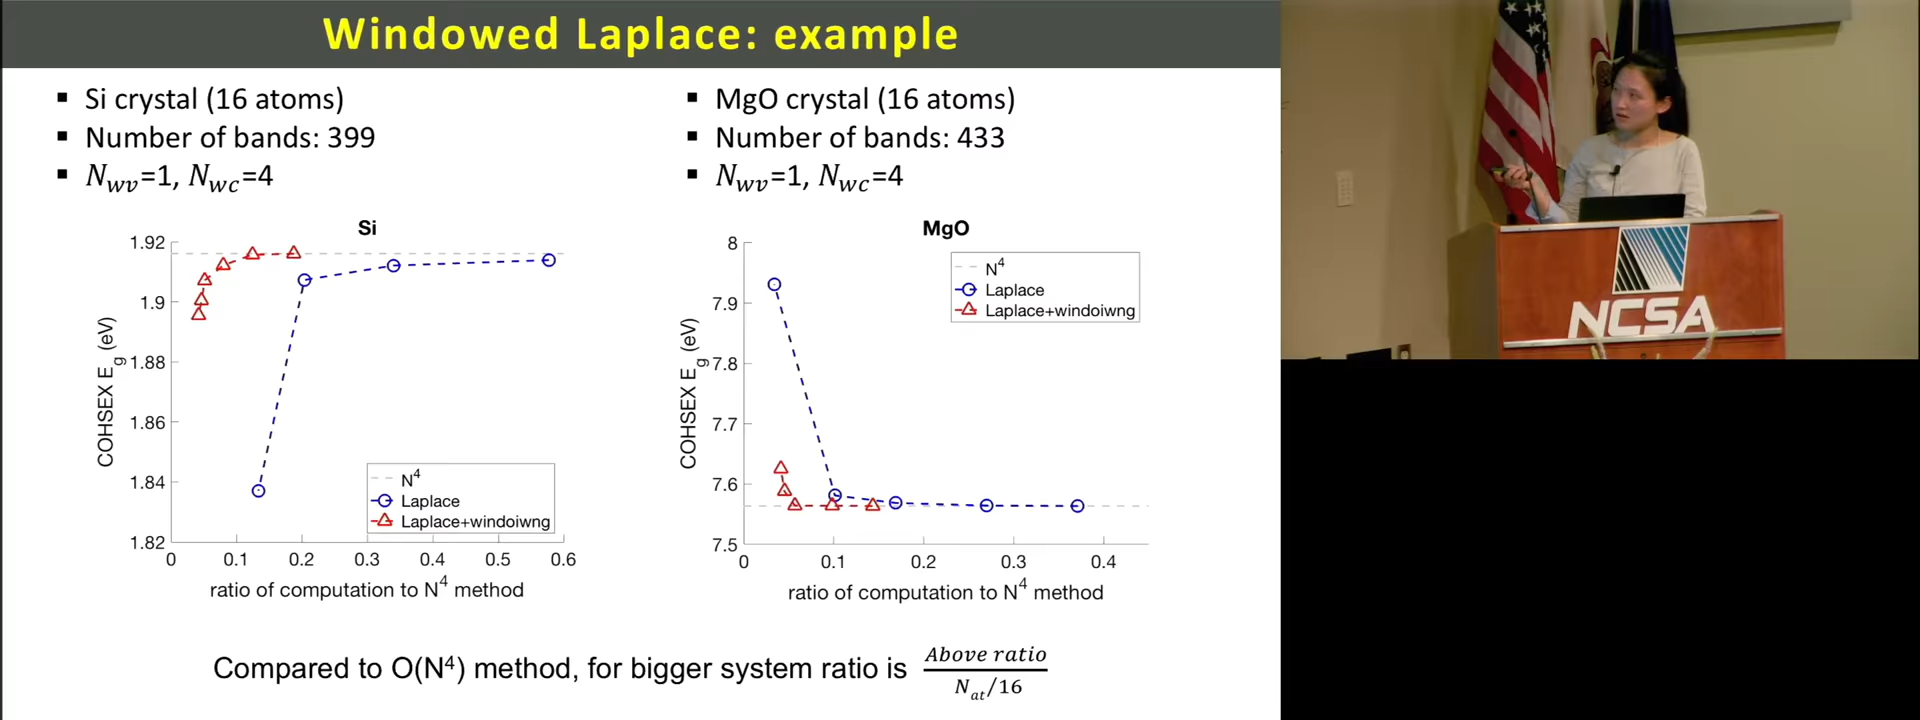 Windowed Laplace: example
▪ Si crystal (16 atoms)
▪ Number of bands: 399
▪ N_wv=1, N_wc=4
▪ MgO crystal (16 atoms)
▪ Number of bands: 433
▪ N_wv=1, N_wc=4
Si
1.92
1.9
1.88
1.86
1.84
1.82
COHSEX E_g (eV)
N⁴
Laplace
Laplace+windoiwng
0 0.1 0.2 0.3 0.4 0.5 0.6
ratio of computation to N⁴ method
MgO
8
7.9
7.8
7.7
7.6
7.5
COHSEX E_g (eV)
N⁴
Laplace
Laplace+windoiwng
0 0.1 0.2 0.3 0.4
ratio of computation to N⁴ method
Compared to O(N⁴) method, for bigger system ratio is
Above ratio
N_at/16
NCSA